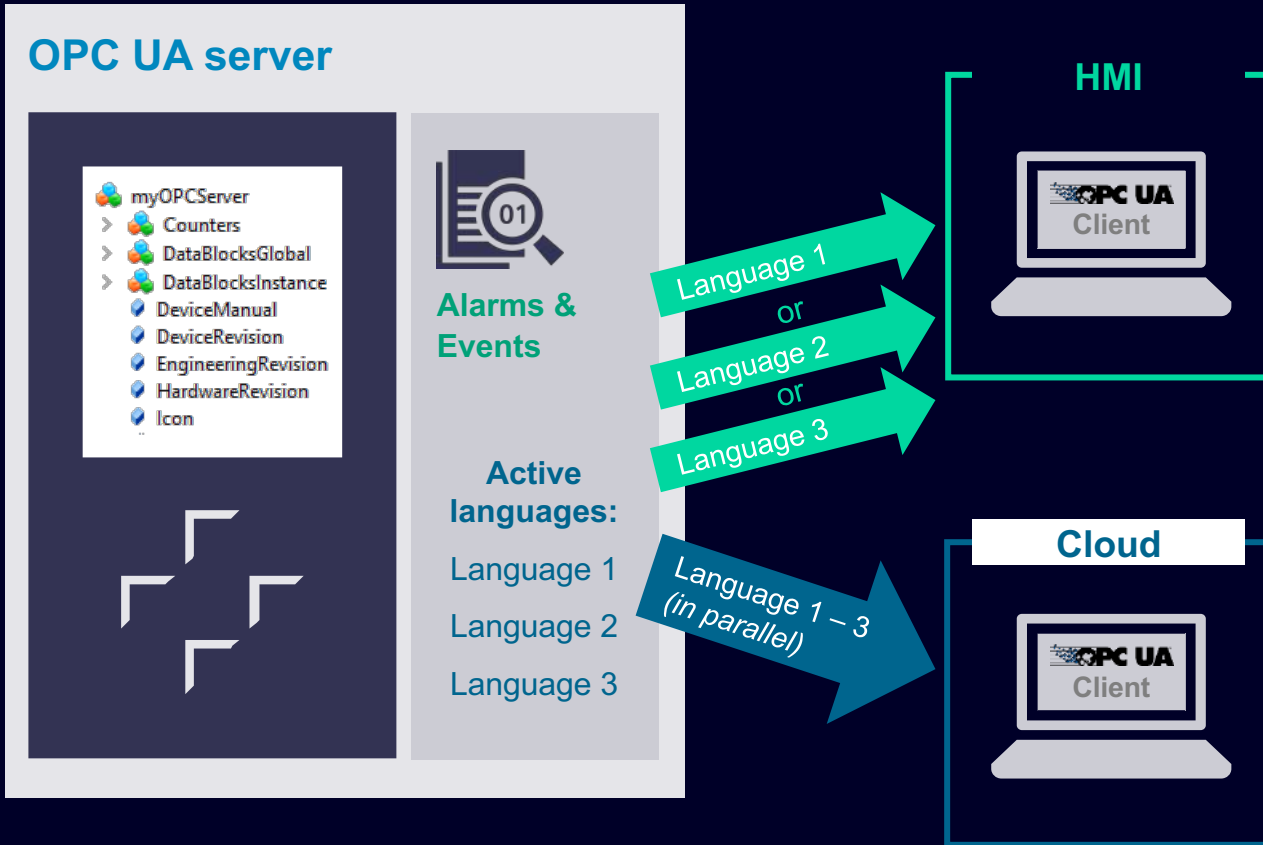 OPC UA server
myOPCServer
Counters
DataBlocksGlobal
DataBlocksInstance
DeviceManual
DeviceRevision
EngineeringRevision
HardwareRevision
Icon
01
Alarms &
Events
Active
languages:
Language 1
Language 2
Language 3
Language 1
or
Language 2
or
Language 3
Language 1 – 3
(in parallel)
HMI
OPC UA
Client
Cloud
OPC UA
Client